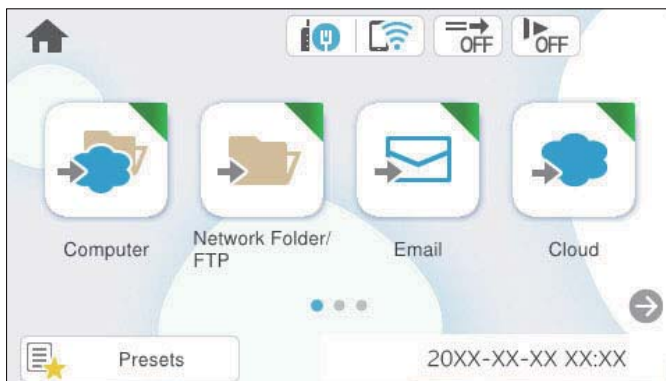 OFF
OFF
Computer
Network Folder/
FTP
Email
Cloud
Presets
20XX-XX-XX XX:XX